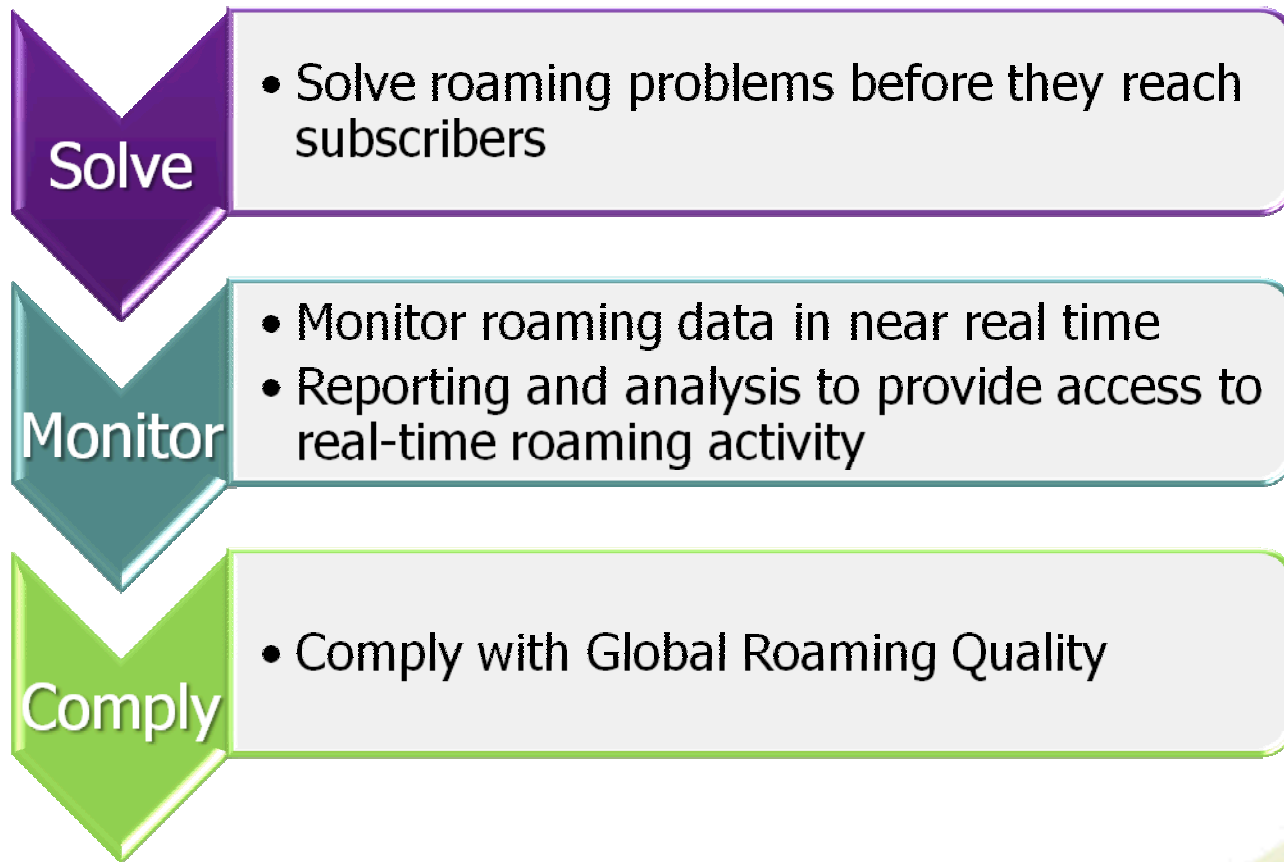 Solve
• Solve roaming problems before they reach
subscribers
Monitor
• Monitor roaming data in near real time
• Reporting and analysis to provide access to
real-time roaming activity
Comply
• Comply with Global Roaming Quality